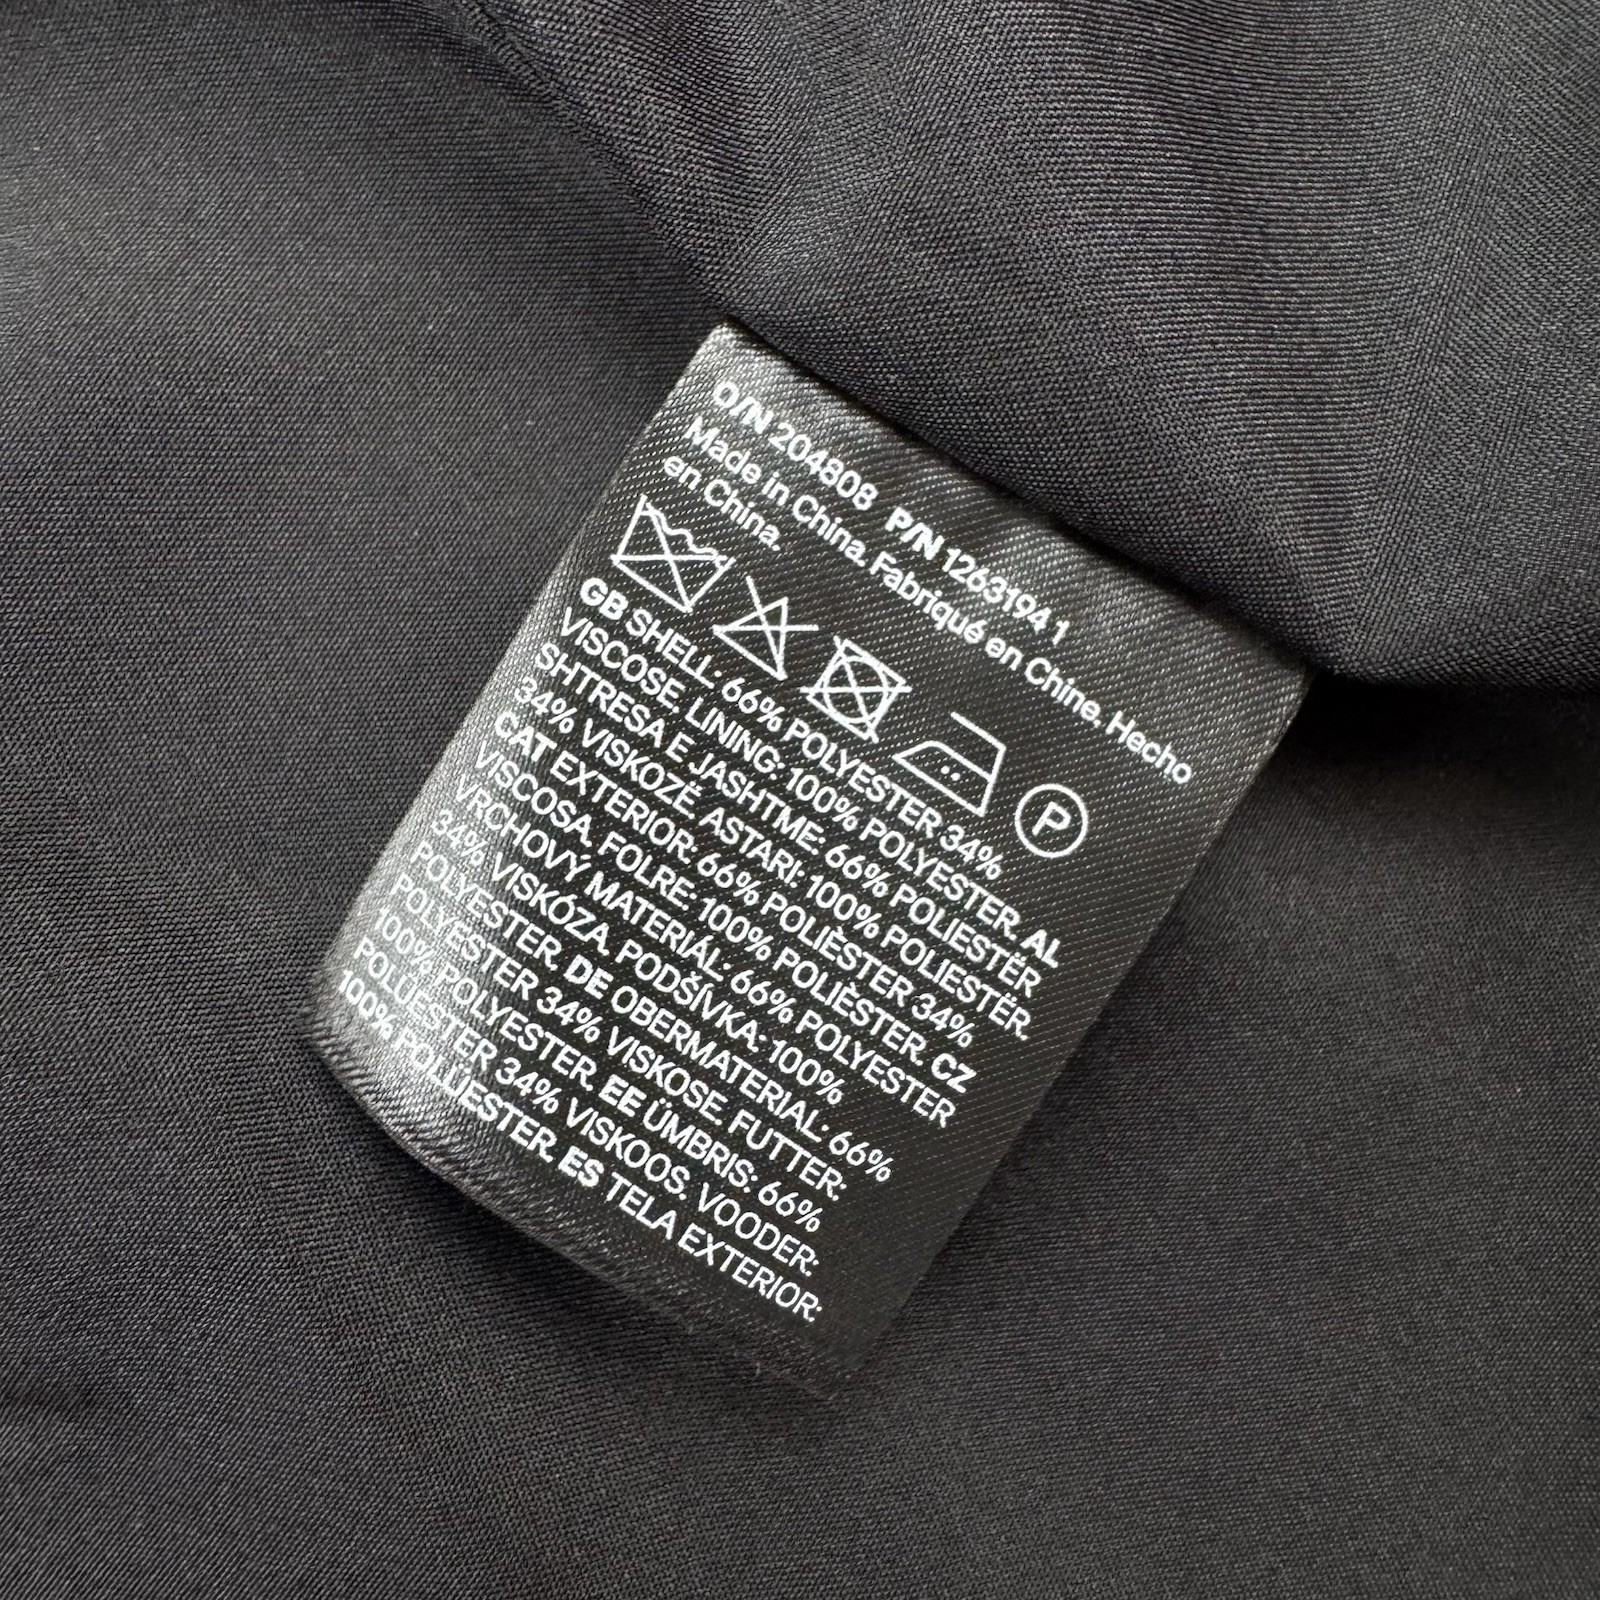 O/N 204808 P/N 1263194 1
Made in China, Fabriqué en Chine, Hecho
en China.
P
GB SHELL: 66% POLYESTER 34%
VISCOSE, LINING: 100% POLYESTER. AL
SHTRESA E JASHTME: 66% POLIESTËR
34% VISKOZË, ASTARI: 100% POLIESTËR.
CAT EXTERIOR: 66% POLIÈSTER 34%
VISCOSA, FOLRE: 100% POLIÈSTER. CZ
VRCHOVÝ MATERIÁL: 66% POLYESTER
34% VISKÓZA, PODŠÍVKA: 100%
POLYESTER. DE OBERMATERIAL: 66%
POLYESTER 34% VISKOSE, FUTTER:
100% POLYESTER. EE ÜMBRIS: 66%
POLÜESTER 34% VISKOOS, VOODER:
100% POLÜESTER. ES TELA EXTERIOR: